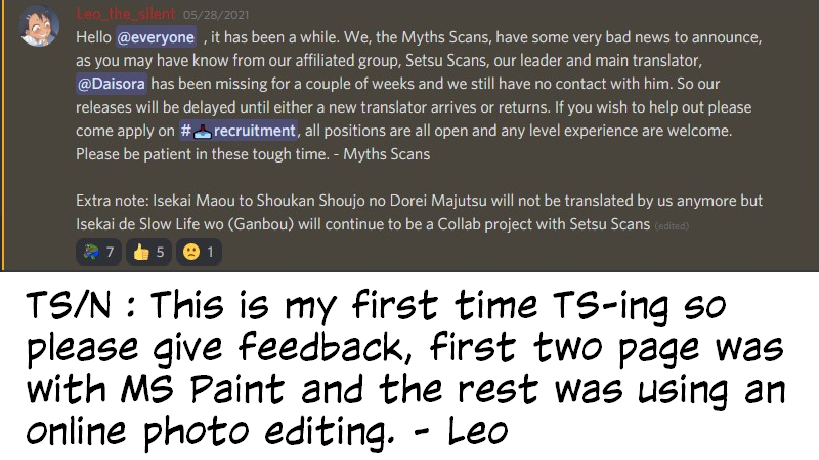 Leo_the_silent 05/28/2021
Hello @everyone , it has been a while. We, the Myths Scans, have some very bad news to announce,
as you may have know from our affiliated group, Setsu Scans, our leader and main translator,
@Daisora has been missing for a couple of weeks and we still have no contact with him. So our
releases will be delayed until either a new translator arrives or returns. If you wish to help out please
come apply on # recruitment, all positions are all open and any level experience are welcome.
Please be patient in these tough time. - Myths Scans
Extra note: Isekai Maou to Shoukan Shoujo no Dorei Majutsu will not be translated by us anymore but
Isekai de Slow Life wo (Ganbou) will continue to be a Collab project with Setsu Scans (edited)
7 5 1
TS/N : This is my first time TS-ing so
please give feedback, first two page was
with MS Paint and the rest was using an
online photo editing. - Leo